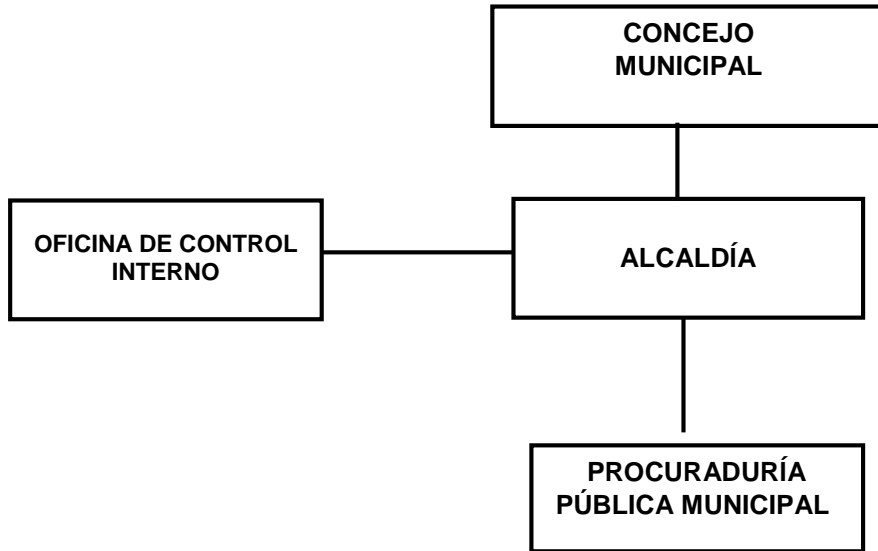 CONCEJO
MUNICIPAL
OFICINA DE CONTROL
INTERNO
ALCALDÍA
PROCURADURÍA
PÚBLICA MUNICIPAL